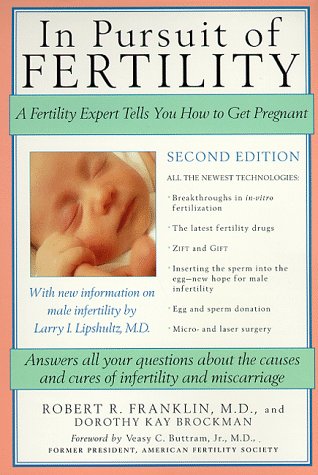 In Pursuit of
FERTILITY
A Fertility Expert Tells You How to Get Pregnant
SECOND EDITION
ALL THE NEWEST TECHNOLOGIES:
· Breakthroughs in in-vitro
fertilization
· The latest fertility drugs
· ZIFT and GIFT
· Inserting the sperm into the
egg–new hope for male
infertility
· Egg and sperm donation
· Micro- and laser surgery
With new information on
male infertility by
Larry I. Lipshultz, M.D.
Answers all your questions about the causes
and cures of infertility and miscarriage
ROBERT R. FRANKLIN, M.D., and
DOROTHY KAY BROCKMAN
Foreword by Veasy C. Buttram, Jr., M.D.,
FORMER PRESIDENT, AMERICAN FERTILITY SOCIETY